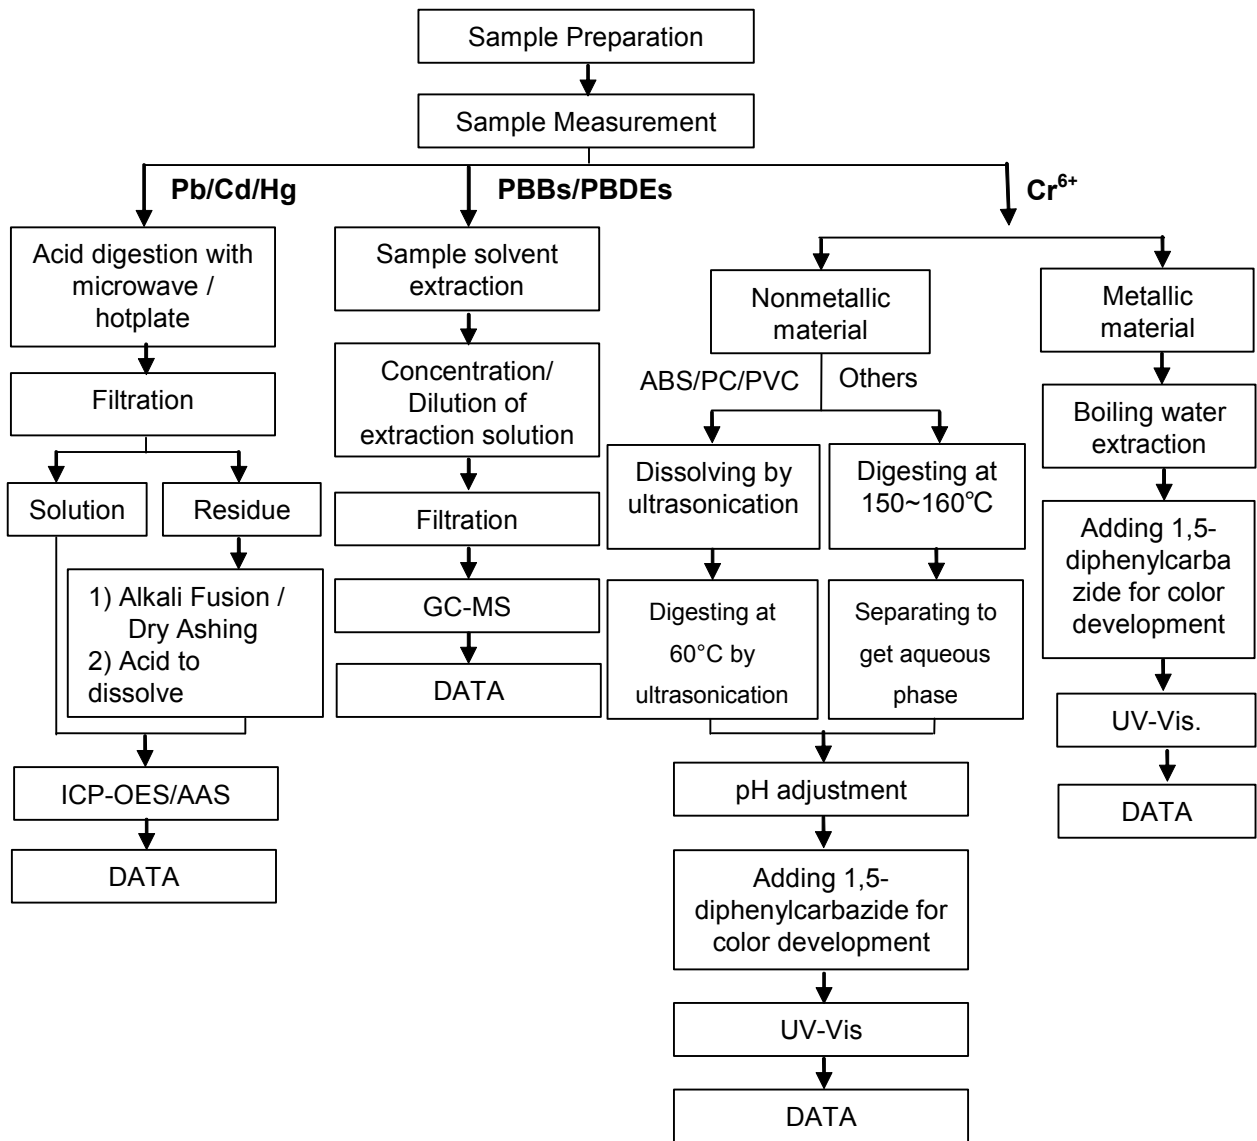 Sample Preparation
Sample Measurement
Pb/Cd/Hg
PBBs/PBDEs
Cr6+
Acid digestion with
microwave /
hotplate
Filtration
Solution
Residue
1) Alkali Fusion /
Dry Ashing
2) Acid to
dissolve
ICP-OES/AAS
DATA
Sample solvent
extraction
Concentration/
Dilution of
extraction solution
Filtration
GC-MS
DATA
Nonmetallic
material
ABS/PC/PVC
Others
Dissolving by
ultrasonication
Digesting at
60°C by
ultrasonication
Digesting at
150~160℃
Separating to
get aqueous
phase
pH adjustment
Adding 1,5-
diphenylcarbazide for
color development
UV-Vis
DATA
Metallic
material
Boiling water
extraction
Adding 1,5-
diphenylcarba
zide for color
development
UV-Vis.
DATA